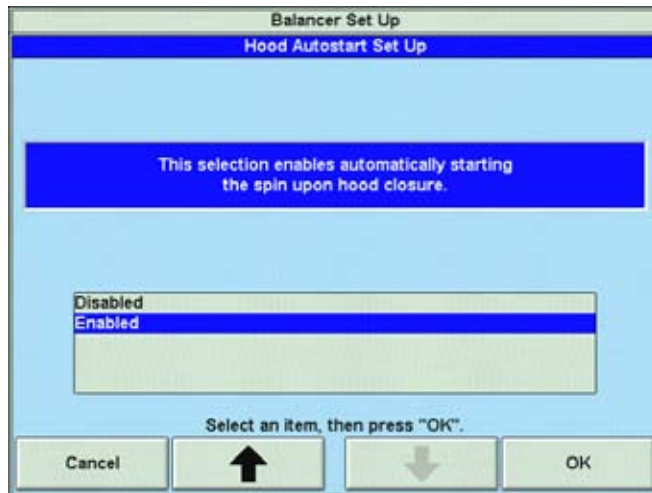 Balancer Set Up
Hood Autostart Set Up
This selection enables automatically starting
the spin upon hood closure.
Disabled
Enabled
Select an item, then press "OK".
Cancel
OK